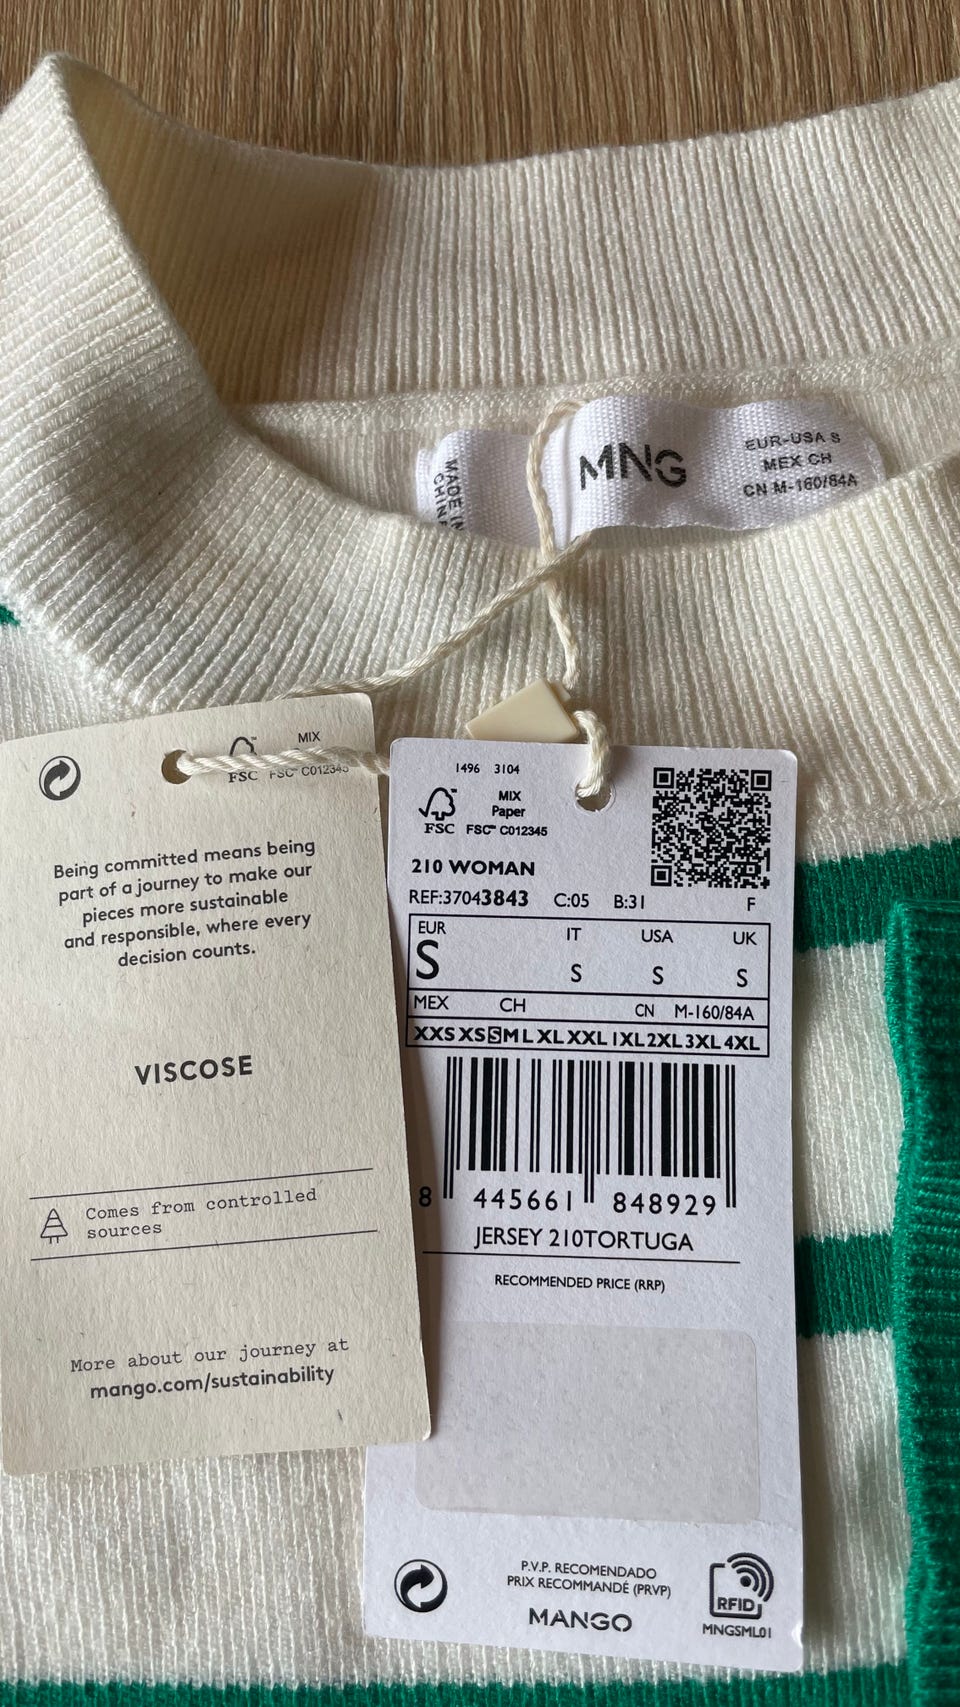 MNG
EUR-USA S
MEX CH
CN M-160/84A
MADE IN
CHINA
MIX
FSC
FSC™ C012345
Being committed means being
part of a journey to make our
pieces more sustainable
and responsible, where every
decision counts.
VISCOSE
Comes from controlled
sources
More about our journey at
mango.com/sustainability
1496 3104
MIX
Paper
FSC FSC™ C012345
210 WOMAN
REF:37043843 C:05 B:31 F
EUR IT USA UK
S S S S
MEX CH CN M-160/84A
XXS XS S M L XL XXL 1XL 2XL 3XL 4XL
8 445661 848929
JERSEY 210TORTUGA
RECOMMENDED PRICE (RRP)
P.V.P. RECOMENDADO
PRIX RECOMMANDÉ (PRVP)
MANGO
RFID
MNGSML01